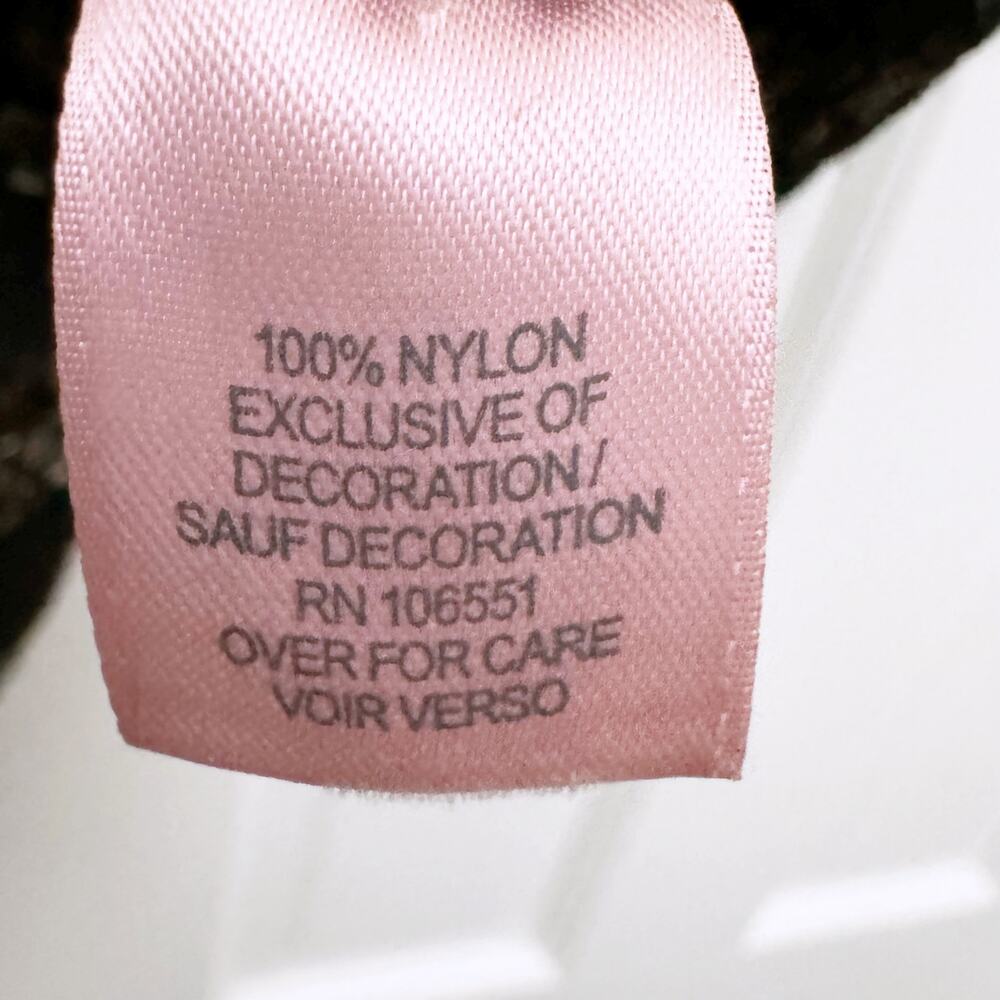 100% NYLON
EXCLUSIVE OF
DECORATION/
SAUF DECORATION
RN 106551
OVER FOR CARE
VOIR VERSO